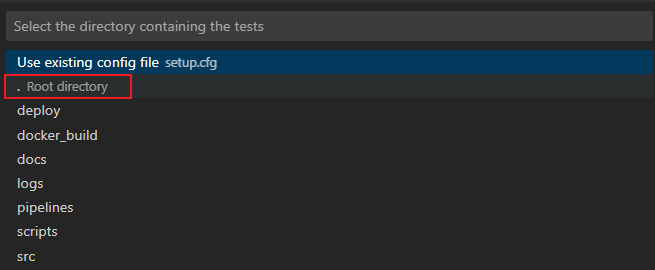 Select the directory containing the tests
Use existing config file setup.cfg
. Root directory
deploy
docker_build
docs
logs
pipelines
scripts
src